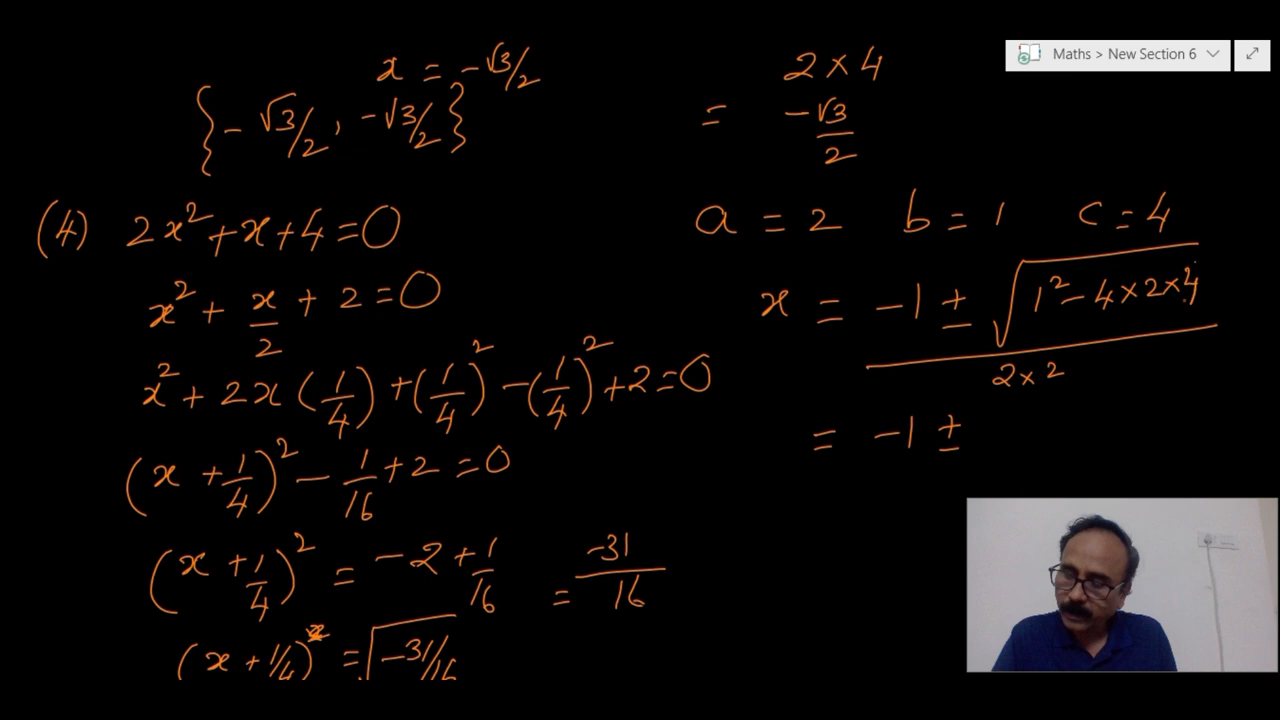 x = -√3/2
{-√3/2, -√3/2}
(4) 2x² + x + 4 = 0
x² + x/2 + 2 = 0
x² + 2x(1/4) + (1/4)² - (1/4)² + 2 = 0
(x + 1/4)² - 1/16 + 2 = 0
(x + 1/4)² = -2 + 1/16 = -31/16
(x + 1/4) = √-31/16
2 × 4
= -√3/2
a = 2 b = 1 c = 4
x = -1 ± √1² - 4×2×4
2×2
= -1 ±
Maths > New Section 6